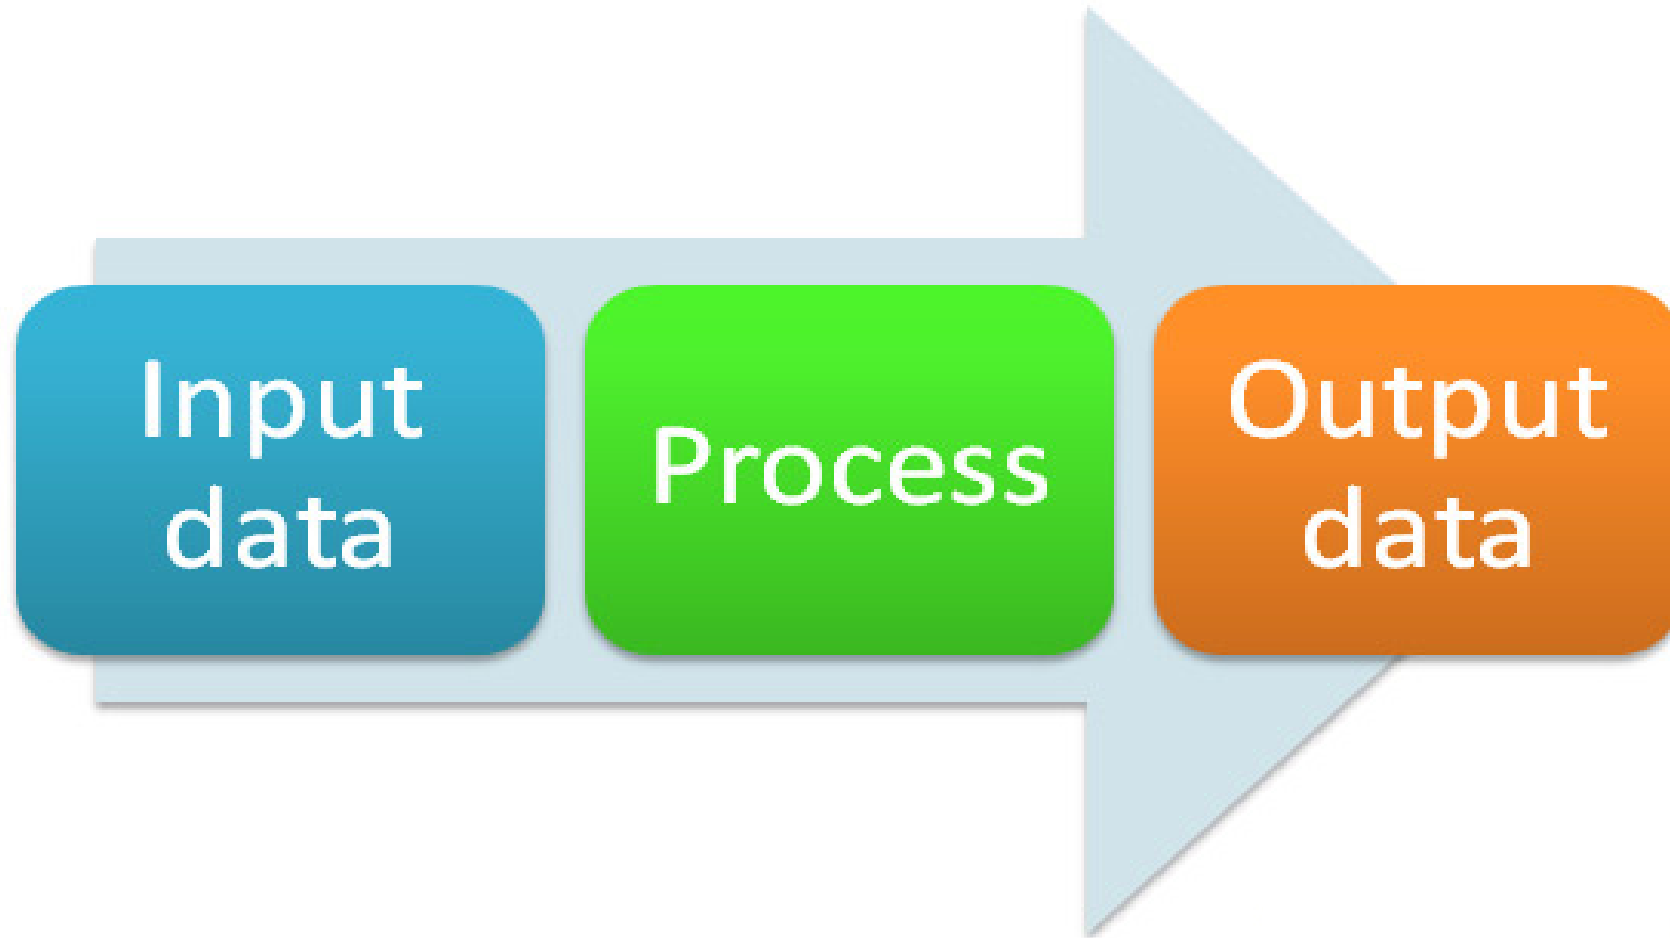 Input
data
Process
Output
data